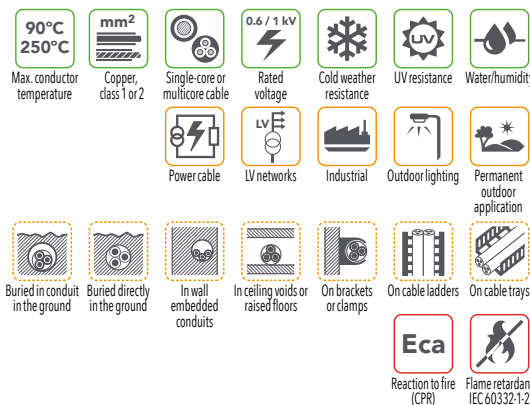 90°C
250°C
mm²
0.6 / 1 kV
UV
Max. conductor
temperature
Copper,
class 1 or 2
Single-core or
multicore cable
Rated
voltage
Cold weather
resistance
UV resistance
Water/humidity
LV
Power cable
LV networks
Industrial
Outdoor lighting
Permanent
outdoor
application
Buried in conduit
in the ground
Buried directly
in the ground
In wall
embedded
conduits
In ceiling voids or
raised floors
On brackets
or clamps
On cable ladders
On cable trays
Eca
Reaction to fire
(CPR)
Flame retardan
IEC 60332-1-2